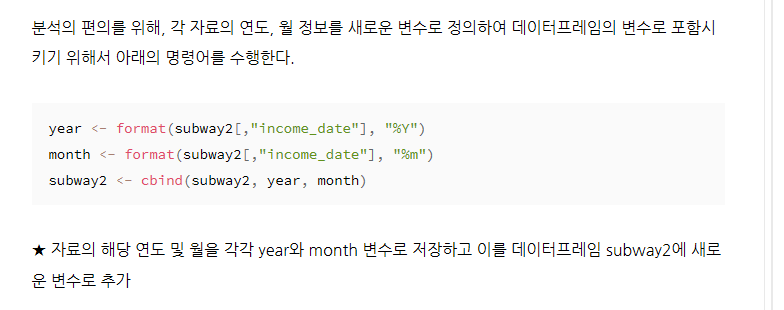 분석의 편의를 위해, 각 자료의 연도, 월 정보를 새로운 변수로 정의하여 데이터프레임의 변수로 포함시
키기 위해서 아래의 명령어를 수행한다.
year <- format(subway2[,"income_date"], "%Y")
month <- format(subway2[,"income_date"], "%m")
subway2 <- cbind(subway2, year, month)
★ 자료의 해당 연도 및 월을 각각 year와 month 변수로 저장하고 이를 데이터프레임 subway2에 새로
운 변수로 추가